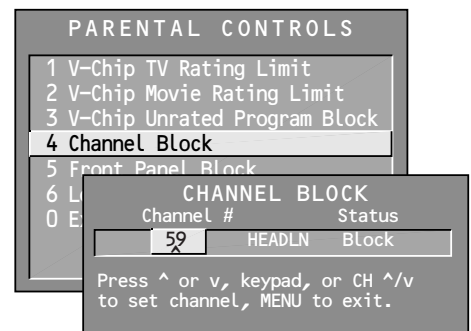 PARENTAL CONTROLS
1 V-Chip TV Rating Limit
2 V-Chip Movie Rating Limit
3 V-Chip Unrated Program Block
4 Channel Block
5 Front Panel Block
6
0
CHANNEL BLOCK
Channel # Status
59 HEADLN Block
Press ^ or v, keypad, or CH ^/v
to set channel, MENU to exit.